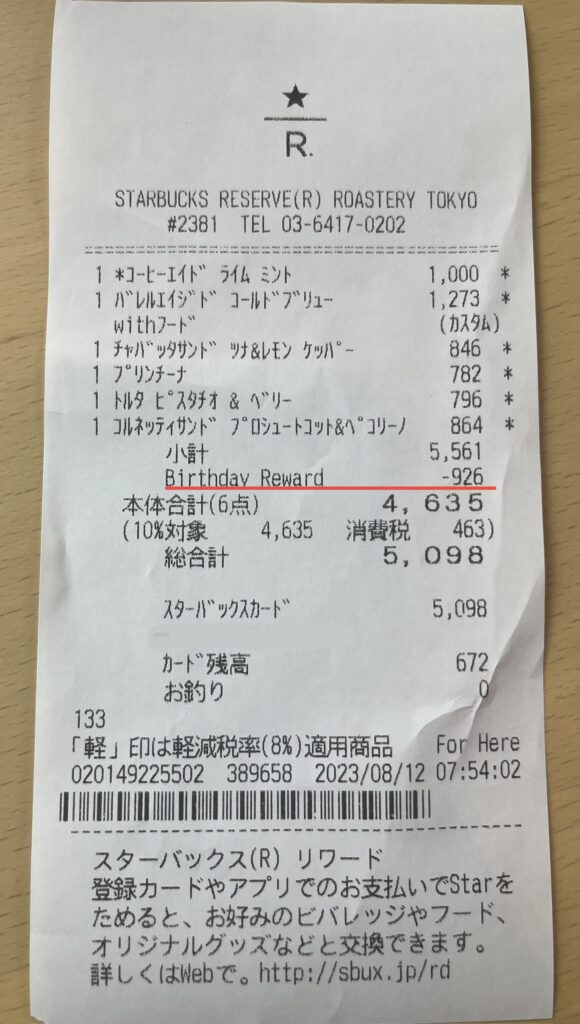 ★
R.
STARBUCKS RESERVE(R) ROASTERY TOKYO
#2381 TEL 03-6417-0202
1 *ｺｰﾋｰｴｲﾄﾞ ﾗｲﾑ ﾐﾝﾄ 1,000 *
1 ﾊﾞﾚﾙｴｲｼﾞﾄﾞ ｺｰﾙﾄﾞﾌﾞﾘｭｰ 1,273 *
withﾌｰﾄﾞ (ｶｽﾀﾑ)
1 ﾁｬﾊﾞｯﾀｻﾝﾄﾞ ﾂﾅ&ﾚﾓﾝ ｹｯﾊﾟｰ 846 *
1 ﾌﾟﾘﾝﾁｰﾅ 782 *
1 ﾄﾙﾀ ﾋﾟｽﾀﾁｵ & ﾍﾞﾘｰ 796 *
1 ｺﾙﾈｯﾃｨｻﾝﾄﾞ ﾌﾟﾛｼｭｰﾄｺｯﾄ&ﾍﾟｺﾘｰﾉ 864 *
小計 5,561
Birthday Reward -926
本体合計(6点) 4,635
(10%対象 4,635 消費税 463)
総合計 5,098
ｽﾀｰﾊﾞｯｸｽｶｰﾄﾞ 5,098
ｶｰﾄﾞ残高 672
お釣り 0
133
「軽」印は軽減税率(8%)適用商品 For Here
020149225502 389658 2023/08/12 07:54:02
スターバックス(R) リワード
登録カードやアプリでのお支払いでStarを
ためると、お好みのビバレッジやフード、
オリジナルグッズなどと交換できます。
詳しくはWebで。http://sbux.jp/rd